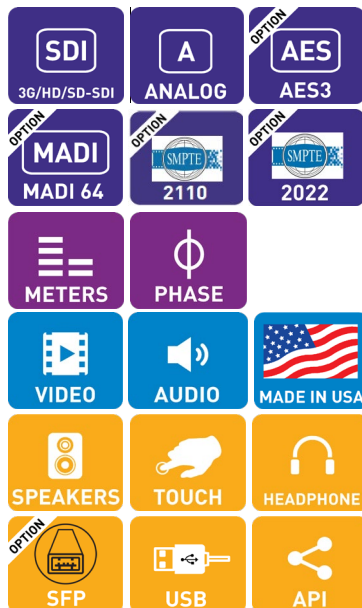 SDI
3G/HD/SD-SDI
A
ANALOG
OPTION
AES
AES3
OPTION
MADI
MADI 64
OPTION
SMPTE
2110
OPTION
SMPTE
2022
METERS
PHASE
VIDEO
AUDIO
MADE IN USA
SPEAKERS
TOUCH
HEADPHONE
OPTION
SFP
USB
API